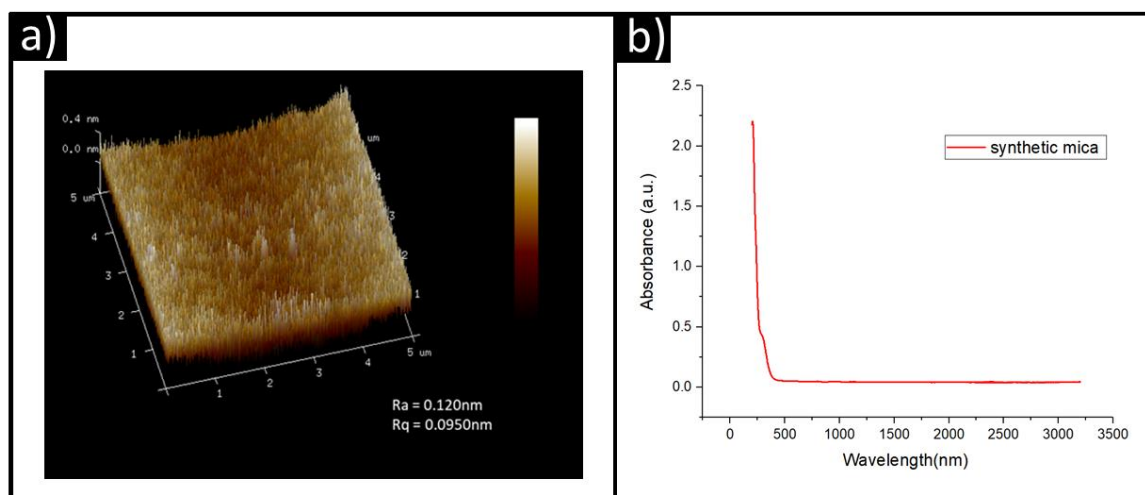 a)
0.4 nm
0.0 nm
5 um
4
3
2
1
um
4
3
2
1
1
2
3
4
5 um
Ra = 0.120nm
Rq = 0.0950nm
b)
2.5
2.0
1.5
1.0
0.5
0.0
Absorbance (a.u.)
synthetic mica
0
500
1000
1500
2000
2500
3000
3500
Wavelength(nm)